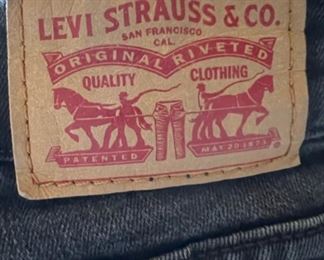 LEVI STRAUSS & CO.
SAN FRANCISCO
CAL.
ORIGINAL RIVETED
QUALITY CLOTHING
PATENTED MAY 20 1873
®